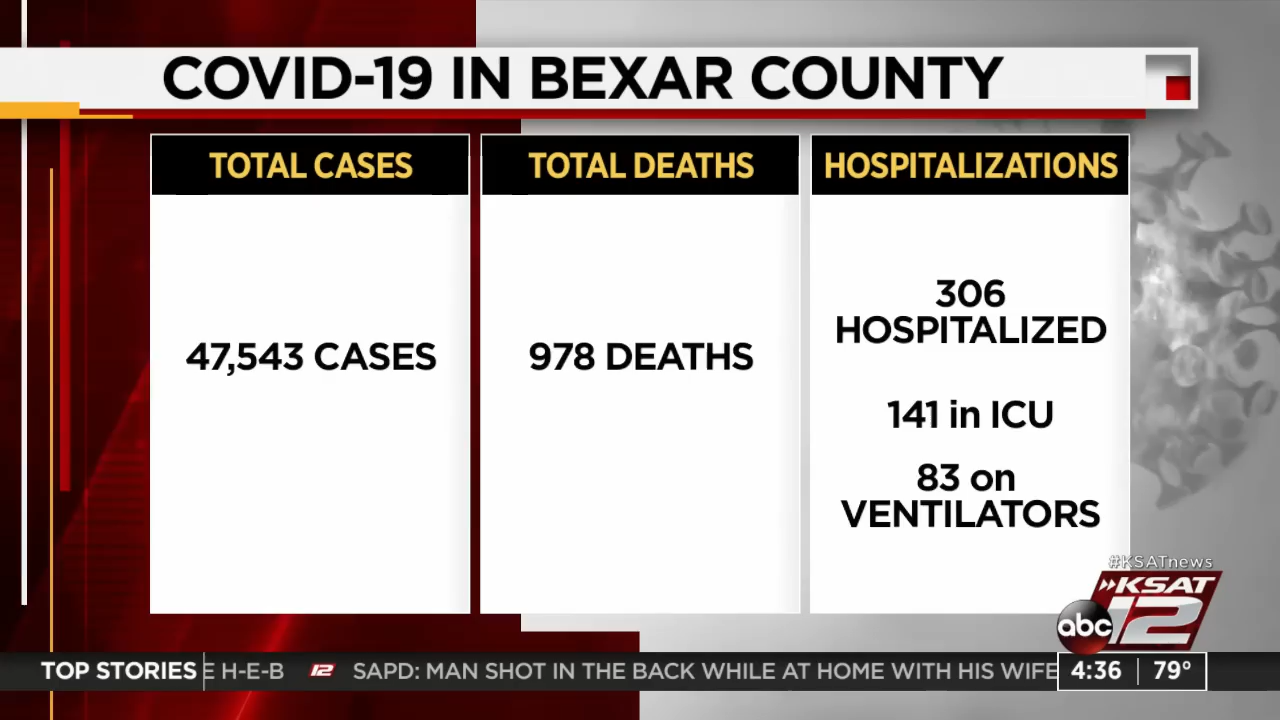 COVID-19 IN BEXAR COUNTY
TOTAL CASES
47,543 CASES
TOTAL DEATHS
978 DEATHS
HOSPITALIZATIONS
306
HOSPITALIZED
141 in ICU
83 on
VENTILATORS
#KSATnews
KSAT
abc 12
TOP STORIES E H-E-B 12 SAPD: MAN SHOT IN THE BACK WHILE AT HOME WITH HIS WIFE 4:36 79°